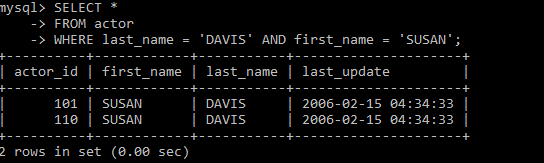 mysql> SELECT *
    -> FROM actor
    -> WHERE last_name = 'DAVIS' AND first_name = 'SUSAN';
+----------+------------+-----------+---------------------+
| actor_id | first_name | last_name | last_update         |
+----------+------------+-----------+---------------------+
|      101 | SUSAN      | DAVIS     | 2006-02-15 04:34:33 |
|      110 | SUSAN      | DAVIS     | 2006-02-15 04:34:33 |
+----------+------------+-----------+---------------------+
2 rows in set (0.00 sec)